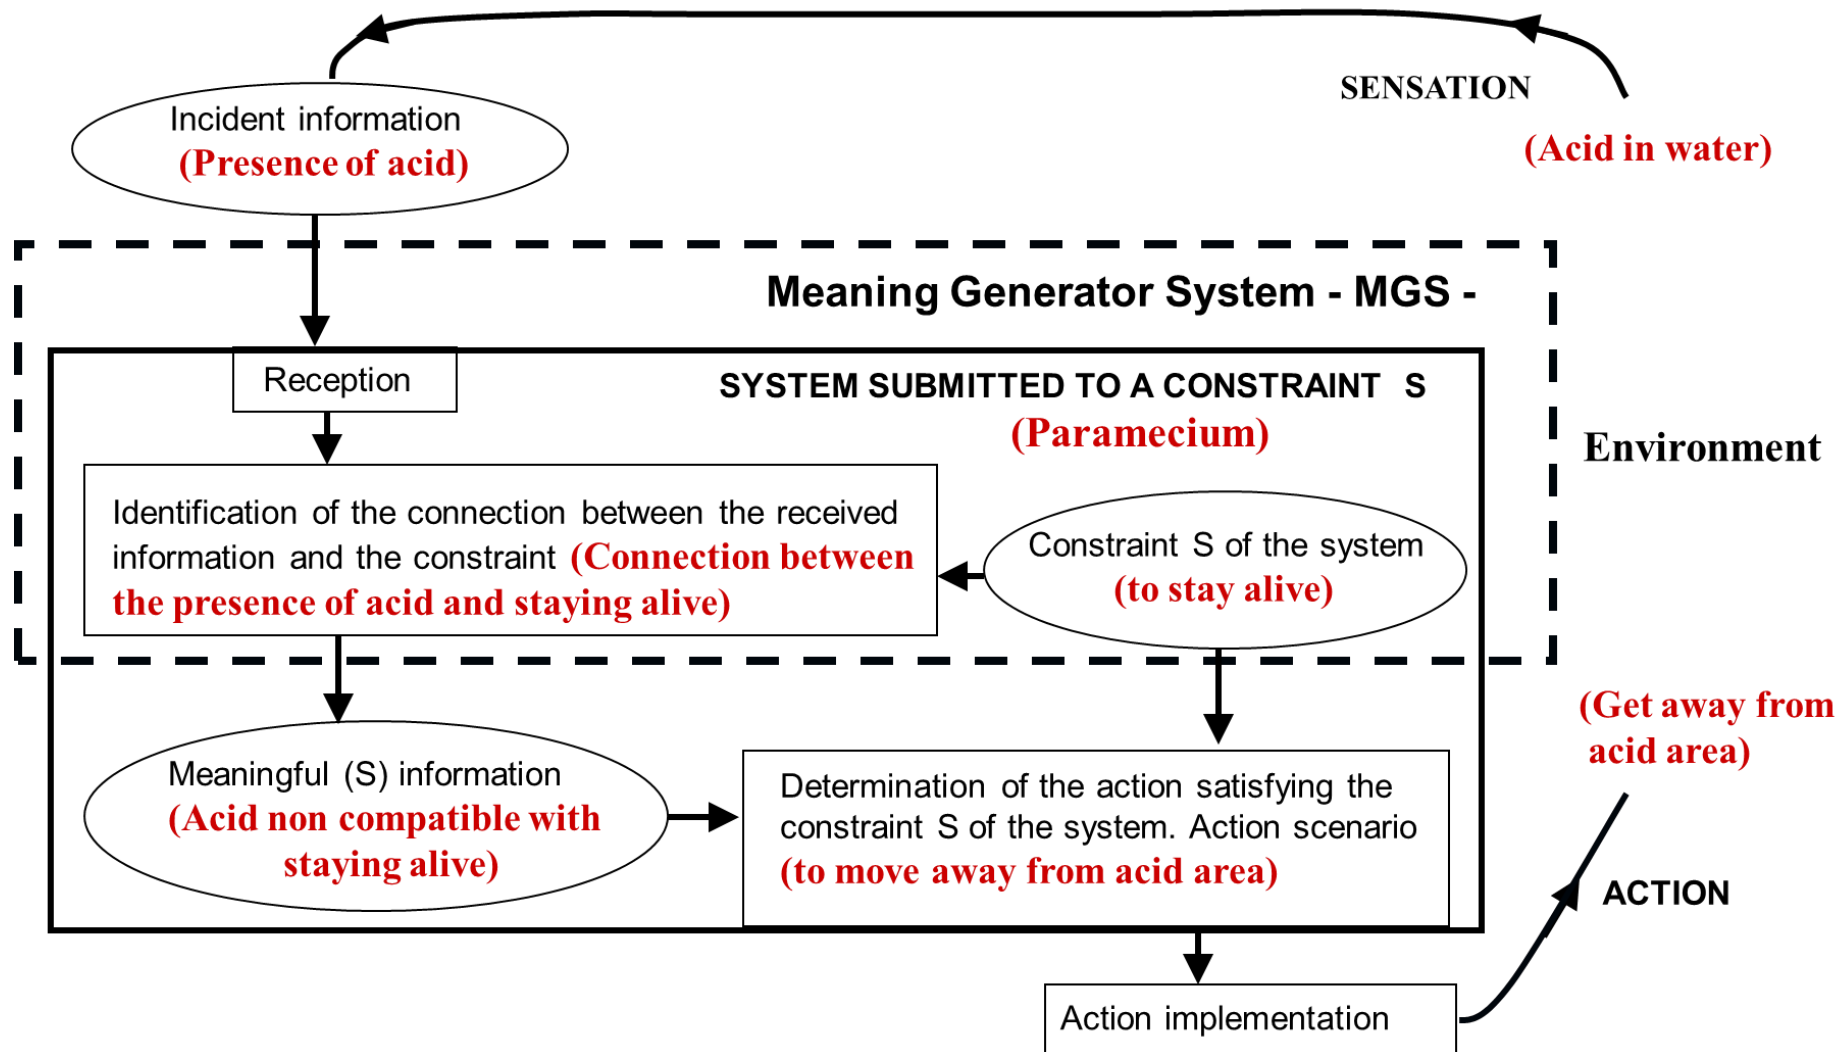 SENSATION
(Acid in water)
Incident information
(Presence of acid)
Meaning Generator System - MGS -
Reception
SYSTEM SUBMITTED TO A CONSTRAINT S
(Paramecium)
Environment
Identification of the connection between the received
information and the constraint (Connection between
the presence of acid and staying alive)
Constraint S of the system
(to stay alive)
Meaningful (S) information
(Acid non compatible with
staying alive)
Determination of the action satisfying the
constraint S of the system. Action scenario
(to move away from acid area)
(Get away from
acid area)
ACTION
Action implementation